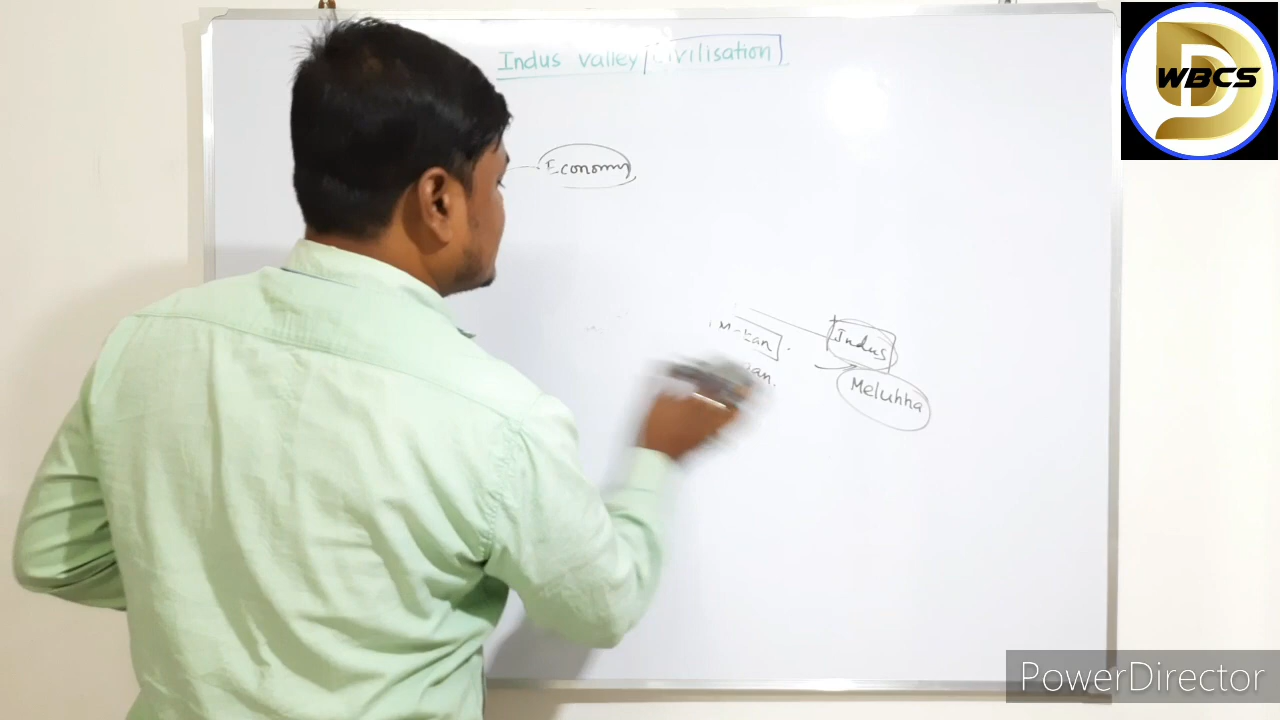 Indus valley Civilisation
WBCS
Economy
Indus
Meluhha
PowerDirector